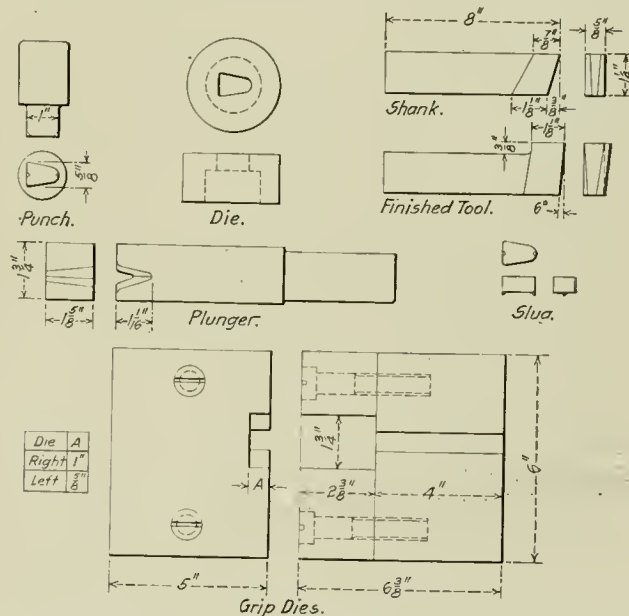 8"
7/8"
5/8"
1"
1 1/4"
1 1/8"
3/8"
Shank.
1 1/8"
5/8"
3/8"
Punch.
Die.
Finished Tool.
6°
1 3/4"
1 5/8"
1 1/16"
Plunger.
Slug.
Die A
Right 1"
Left 5/8"
A
1 3/4"
2 3/8"
4"
6"
5"
6 3/8"
Grip Dies.